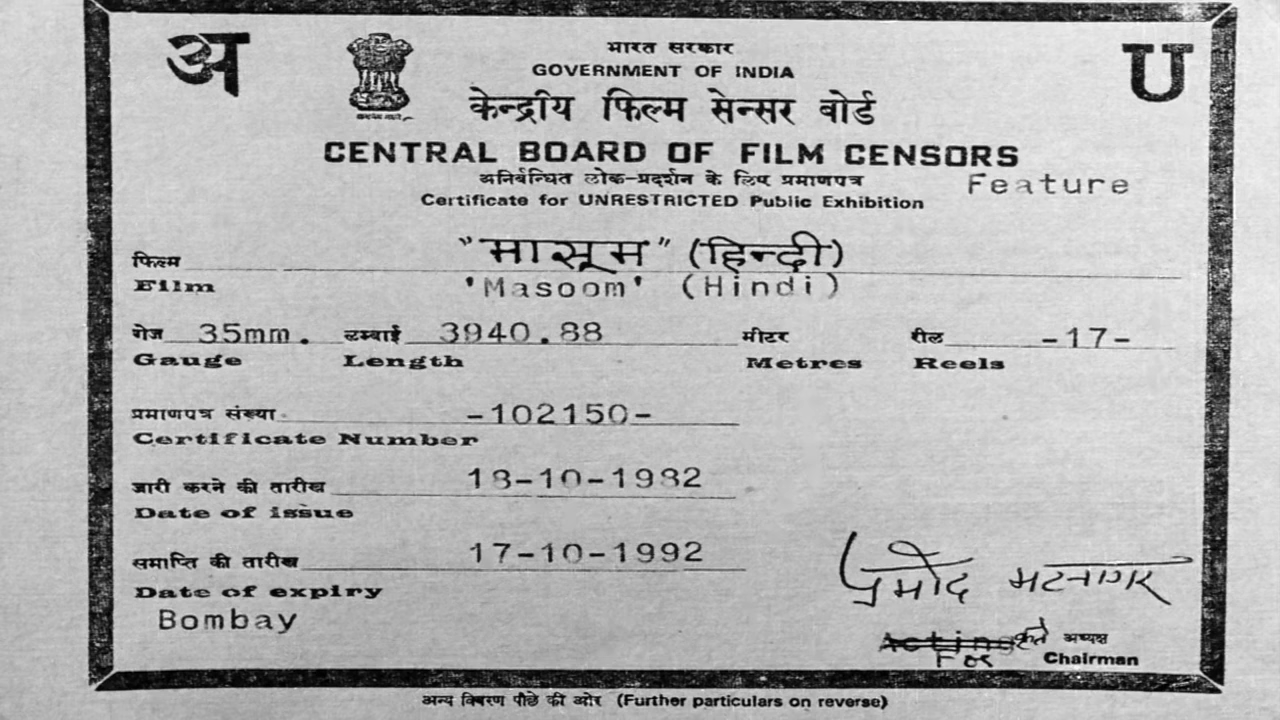 अ
U
भारत सरकार
GOVERNMENT OF INDIA
केन्द्रीय फिल्म सेन्सर बोर्ड
CENTRAL BOARD OF FILM CENSORS
अनिर्बन्धित लोक-प्रदर्शन के लिए प्रमाणपत्र
Feature
Certificate for UNRESTRICTED Public Exhibition
फिल्म "मासूम" (हिन्दी)
Film 'Masoom' (Hindi)
गेज 35mm. लम्बाई 3940.88 मीटर रील -17-
Gauge Length Metres Reels
प्रमाणपत्र संख्या -102150-
Certificate Number
जारी करने की तारीख 18-10-1982
Date of issue
समाप्ति की तारीख 17-10-1992
Date of expiry
Bombay
प्रमोद भटनागर
Acting कृते अध्यक्ष
For Chairman
अन्य विवरण पीछे की ओर (Further particulars on reverse)